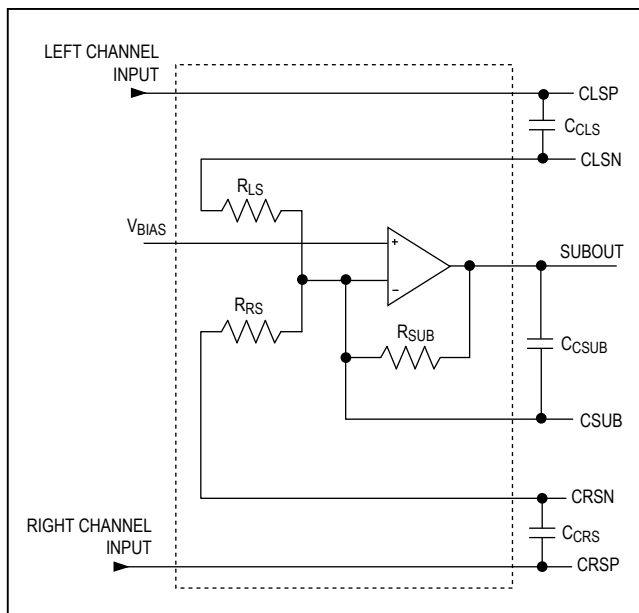 LEFT CHANNEL
INPUT
CLSP
CCLS
CLSN
RLS
VBIAS
+
SUBOUT
−
RRS
RSUB
CCSUB
CSUB
CRSN
RIGHT CHANNEL
INPUT
CCRS
CRSP